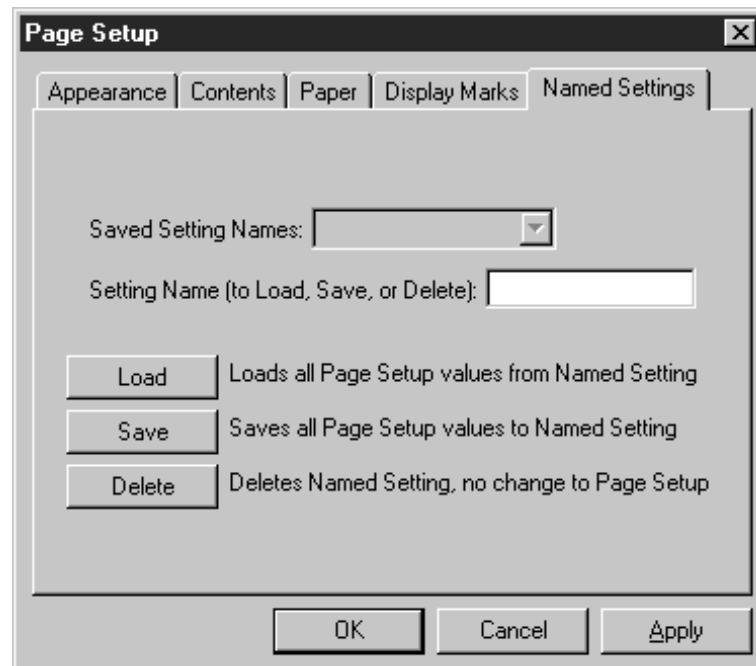 Page Setup
Appearance Contents Paper Display Marks Named Settings
Saved Setting Names:
Setting Name (to Load, Save, or Delete):
Load Loads all Page Setup values from Named Setting
Save Saves all Page Setup values to Named Setting
Delete Deletes Named Setting, no change to Page Setup
OK Cancel Apply